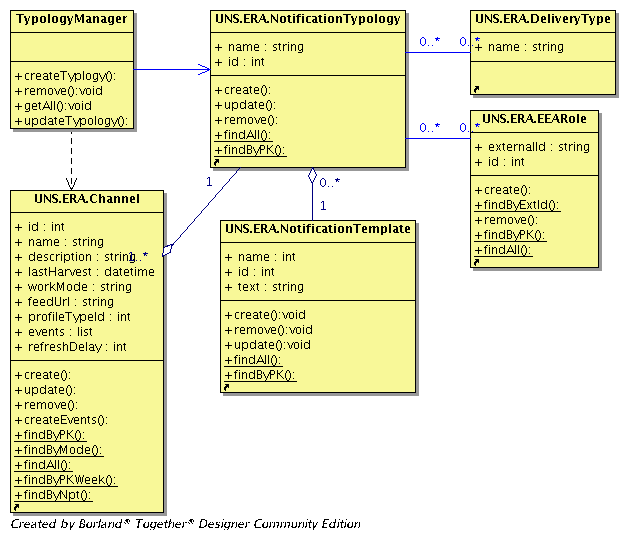 TypologyManager
+createTyplogy():
+remove():void
+getAll():void
+updateTypology():
UNS.ERA.NotificationTypology
+ name : string
+ id : int
+create():
+update():
+remove():
+findAll():
+findByPK():
0..* 0..*
UNS.ERA.DeliveryType
+ name : string
0..* 0..*
UNS.ERA.EEARole
+ externalId : string
+ id : int
+create():
+findByExtId():
+remove():
+findByPK():
+findAll():
1
0..*
1
1..*
UNS.ERA.Channel
+ id : int
+ name : string
+ description : string
+ lastHarvest : datetime
+ workMode : string
+ feedUrl : string
+ profileTypeId : int
+ events : list
+ refreshDelay : int
+create():
+update():
+remove():
+createEvents():
+findByPK():
+findByMode():
+findAll():
+findByPKWeek():
+findByNpt():
UNS.ERA.NotificationTemplate
+ name : int
+ id : int
+ text : string
+create():void
+remove():void
+update():void
+findAll():
+findByPK():
Created by Borland® Together® Designer Community Edition